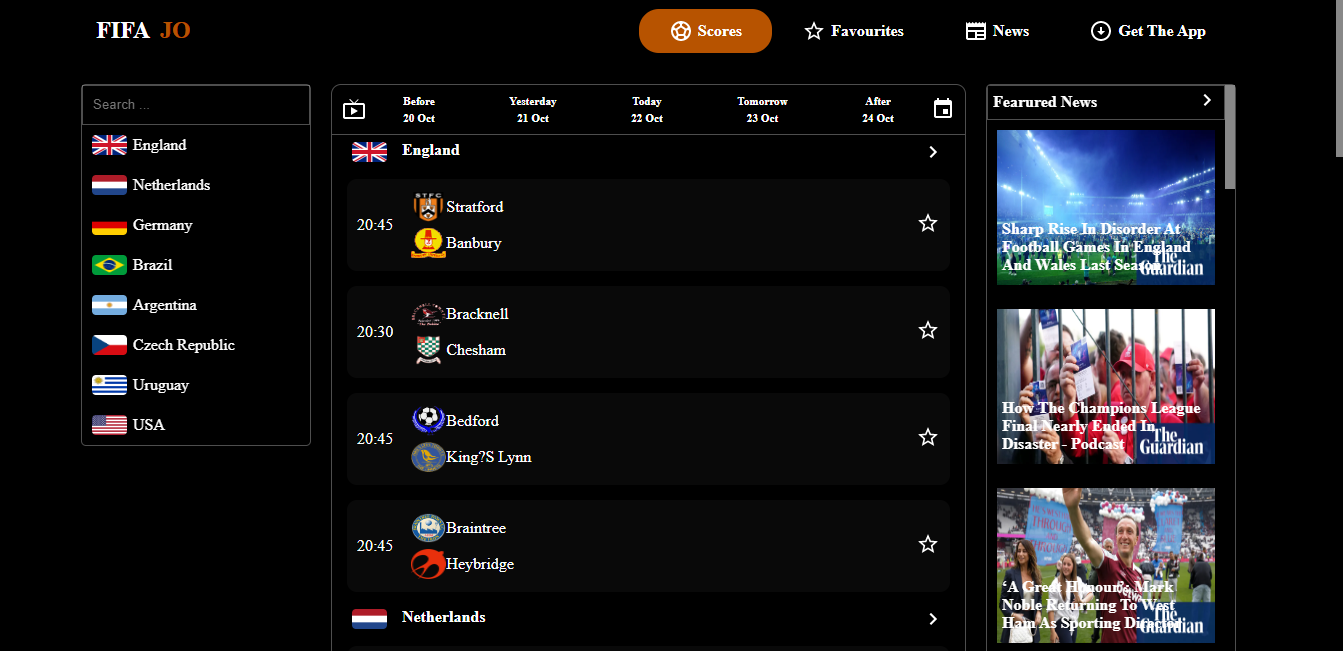 FIFA JO
Scores
Favourites
News
Get The App
Search ...
England
Netherlands
Germany
Brazil
Argentina
Czech Republic
Uruguay
USA
Before
20 Oct
Yesterday
21 Oct
Today
22 Oct
Tomorrow
23 Oct
After
24 Oct
England
20:45
STFC
Stratford
Banbury
20:30
Bracknell
Chesham
20:45
Bedford
King?S Lynn
20:45
Braintree
Heybridge
Netherlands
Fearured News
Sharp Rise In Disorder At
Football Games In England
And Wales Last Season
The
Guardian
How The Champions League
Final Nearly Ended In
Disaster - Podcast
The
Guardian
‘A Great Honour’: Mark
Noble Returning To West
Ham As Sporting Director
The
Guardian